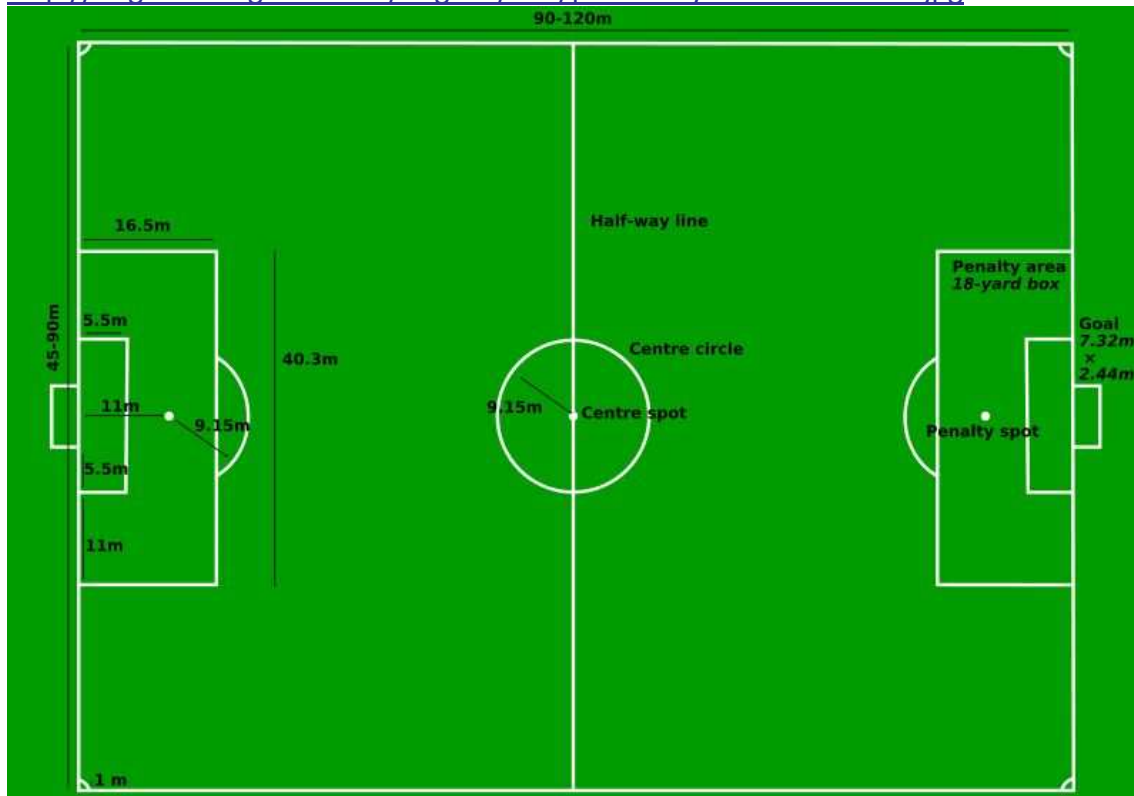 90-120m
Half-way line
16.5m
Penalty area
18-yard box
5.5m
Goal
7.32m
×
2.44m
45-90m
Centre circle
40.3m
11m
9.15m
Centre spot
9.15m
Penalty spot
5.5m
11m
1 m